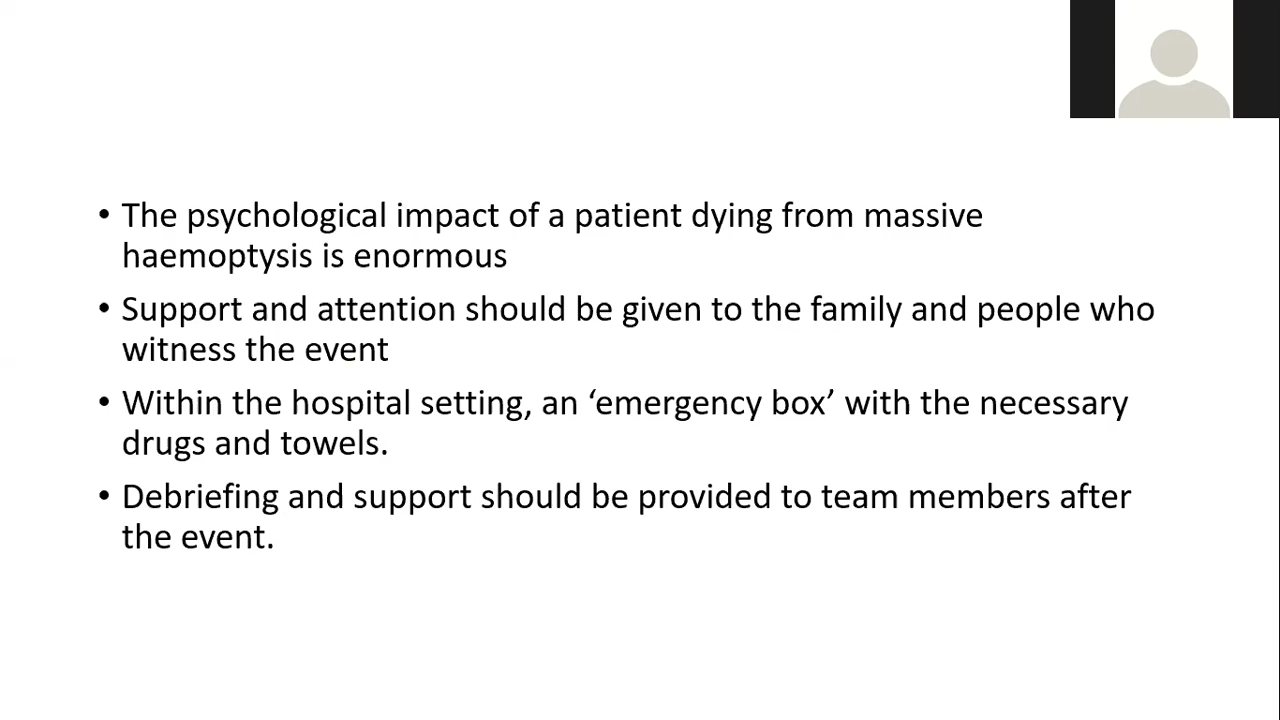 • The psychological impact of a patient dying from massive
haemoptysis is enormous
• Support and attention should be given to the family and people who
witness the event
• Within the hospital setting, an ‘emergency box’ with the necessary
drugs and towels.
• Debriefing and support should be provided to team members after
the event.